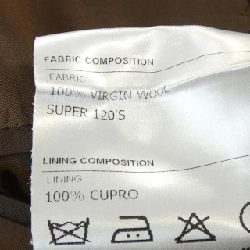 FABRIC COMPOSITION
FABRIC
100% VIRGIN WOOL
SUPER 120'S
LINING COMPOSITION
LINING
100% CUPRO